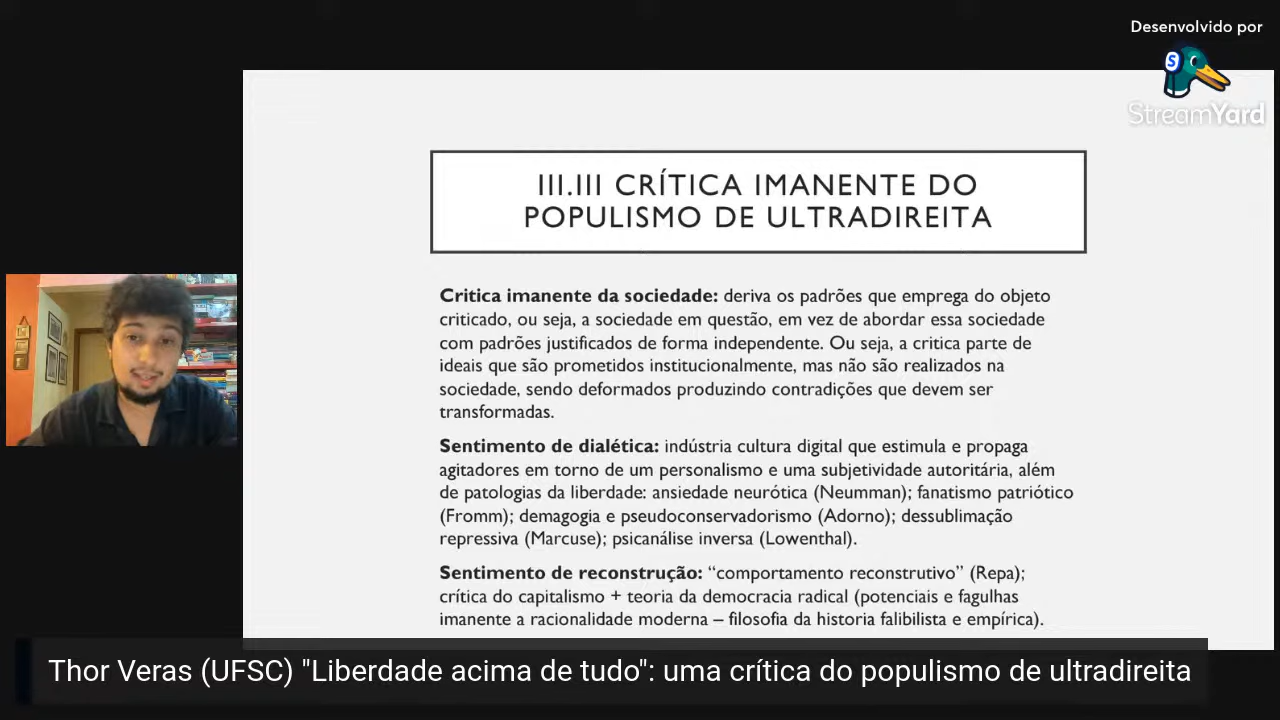 Desenvolvido por
StreamYard
III.III CRÍTICA IMANENTE DO
POPULISMO DE ULTRADIREITA
Critica imanente da sociedade: deriva os padrões que emprega do objeto
criticado, ou seja, a sociedade em questão, em vez de abordar essa sociedade
com padrões justificados de forma independente. Ou seja, a critica parte de
ideais que são prometidos institucionalmente, mas não são realizados na
sociedade, sendo deformados produzindo contradições que devem ser
transformadas.
Sentimento de dialética: indústria cultura digital que estimula e propaga
agitadores em torno de um personalismo e uma subjetividade autoritária, além
de patologias da liberdade: ansiedade neurótica (Neumman); fanatismo patriótico
(Fromm); demagogia e pseudoconservadorismo (Adorno); dessublimação
repressiva (Marcuse); psicanálise inversa (Lowenthal).
Sentimento de reconstrução: “comportamento reconstrutivo” (Repa);
crítica do capitalismo + teoria da democracia radical (potenciais e fagulhas
imanente a racionalidade moderna – filosofia da historia falibilista e empírica).
Thor Veras (UFSC) "Liberdade acima de tudo": uma crítica do populismo de ultradireita